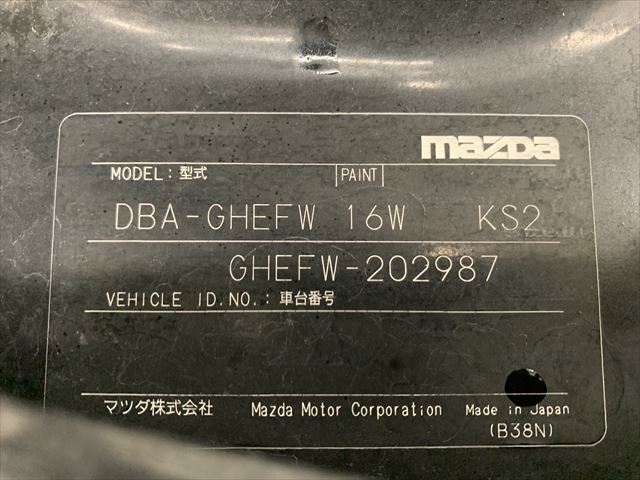 mazda
MODEL: 型式 PAINT
DBA-GHEFW 16W KS2
GHEFW-202987
VEHICLE ID.NO.: 車台番号
マツダ株式会社 Mazda Motor Corporation Made in Japan
(B38N)